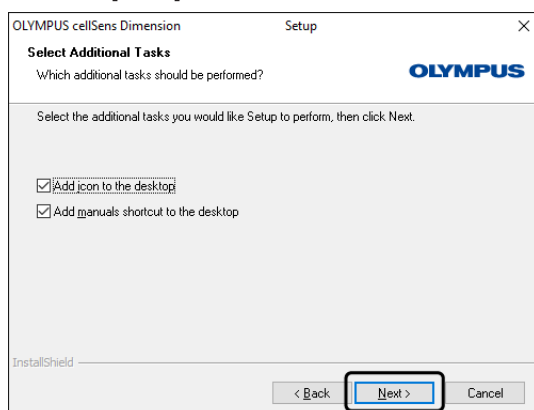 OLYMPUS cellSens Dimension Setup
Select Additional Tasks
Which additional tasks should be performed?
OLYMPUS
Select the additional tasks you would like Setup to perform, then click Next.
Add icon to the desktop
Add manuals shortcut to the desktop
InstallShield
< Back Next > Cancel